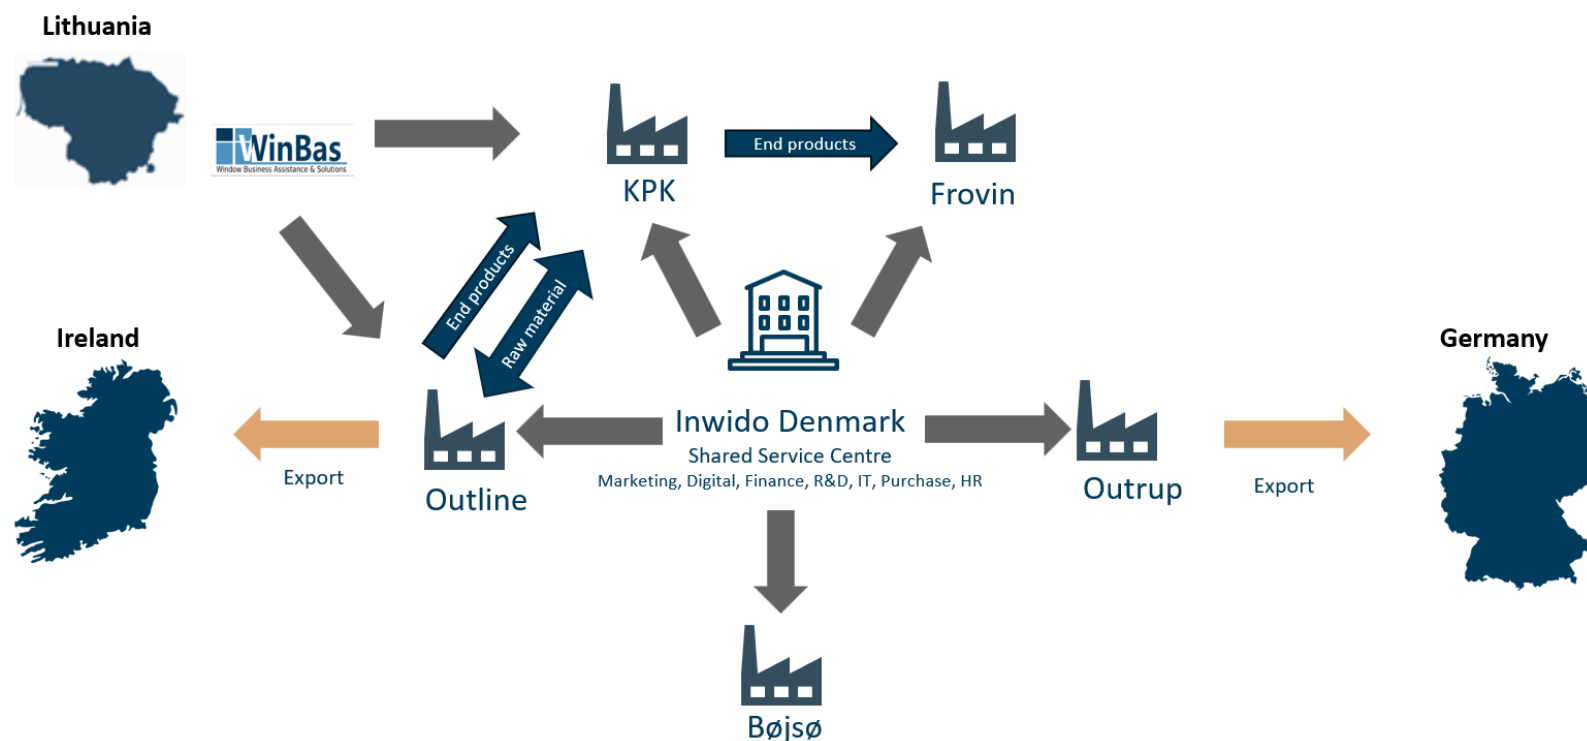 Lithuania
WinBas
Window Business Assistance & Solutions
KPK
End products
Frovin
End products
Raw material
Ireland
Germany
Export
Outline
Inwido Denmark
Shared Service Centre
Marketing, Digital, Finance, R&D, IT, Purchase, HR
Outrup
Export
Bøjsø